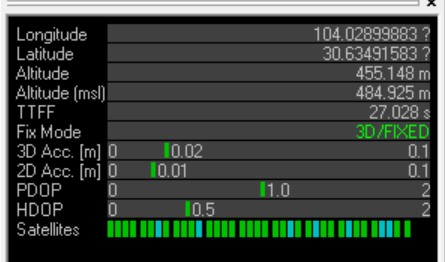 Longitude 104.02899883 ?
Latitude 30.63491583 ?
Altitude 455.148 m
Altitude (msl) 484.925 m
TTFF 27.028 s
Fix Mode 3D/FIXED
3D Acc. [m] 0 0.02 0.1
2D Acc. [m] 0 0.01 0.1
PDOP 0 1.0 2
HDOP 0 0.5 2
Satellites